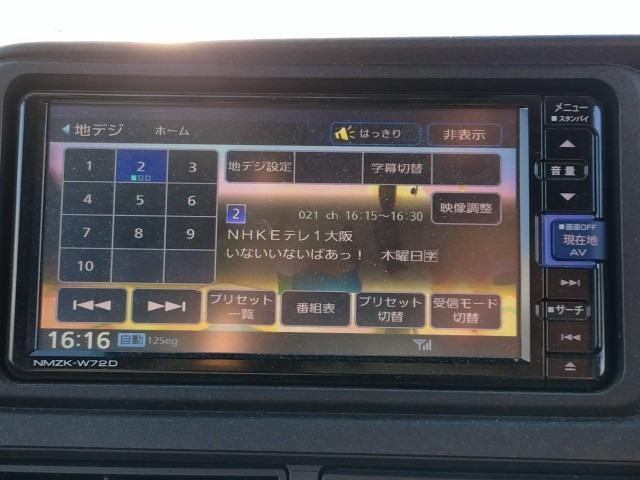 地デジ ホーム
はっきり 非表示
1 2 3
4 5 6
7 8 9
10
地デジ設定 字幕切替
映像調整
2 021 ch 16:15～16:30
NHKEテレ1大阪
いないいないばあっ! 木曜日字
プリセット
一覧
番組表
プリセット
切替
受信モード
切替
16:16 自動 12Seg
NMZK-W72D
メニュー
■スタンバイ
音量
■画面OFF
現在地
AV
■サーチ